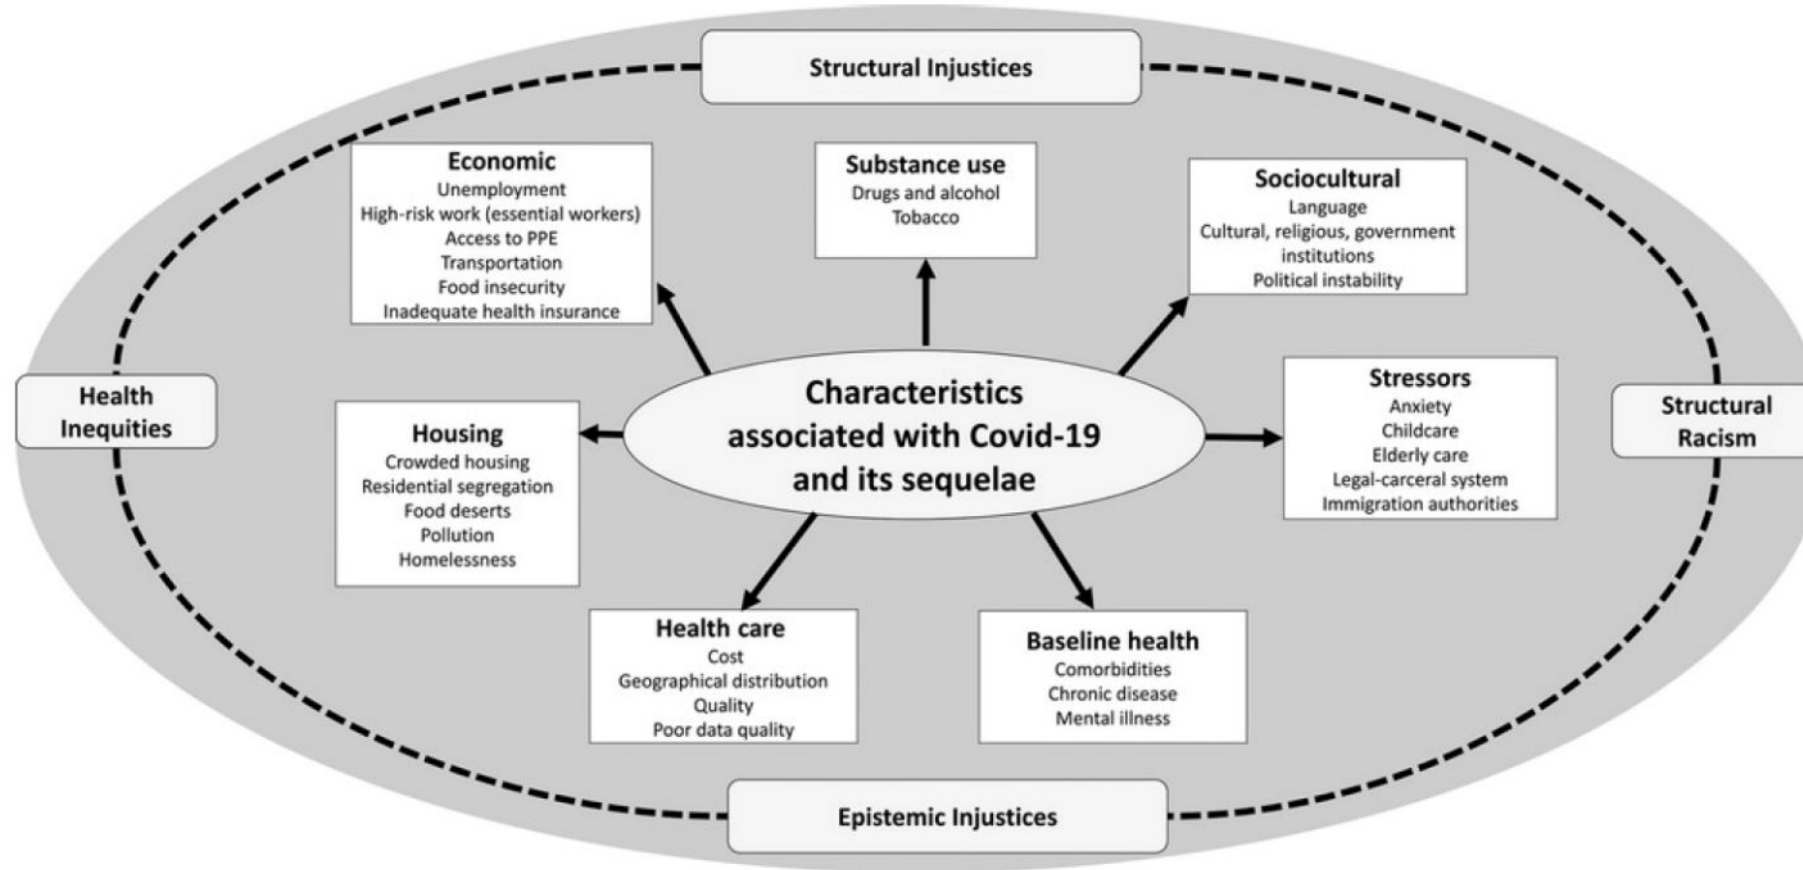 Structural Injustices
Economic
Unemployment
High-risk work (essential workers)
Access to PPE
Transportation
Food insecurity
Inadequate health insurance
Substance use
Drugs and alcohol
Tobacco
Sociocultural
Language
Cultural, religious, government
institutions
Political instability
Health
Inequities
Housing
Crowded housing
Residential segregation
Food deserts
Pollution
Homelessness
Characteristics
associated with Covid-19
and its sequelae
Stressors
Anxiety
Childcare
Elderly care
Legal-carceral system
Immigration authorities
Structural
Racism
Health care
Cost
Geographical distribution
Quality
Poor data quality
Baseline health
Comorbidities
Chronic disease
Mental illness
Epistemic Injustices